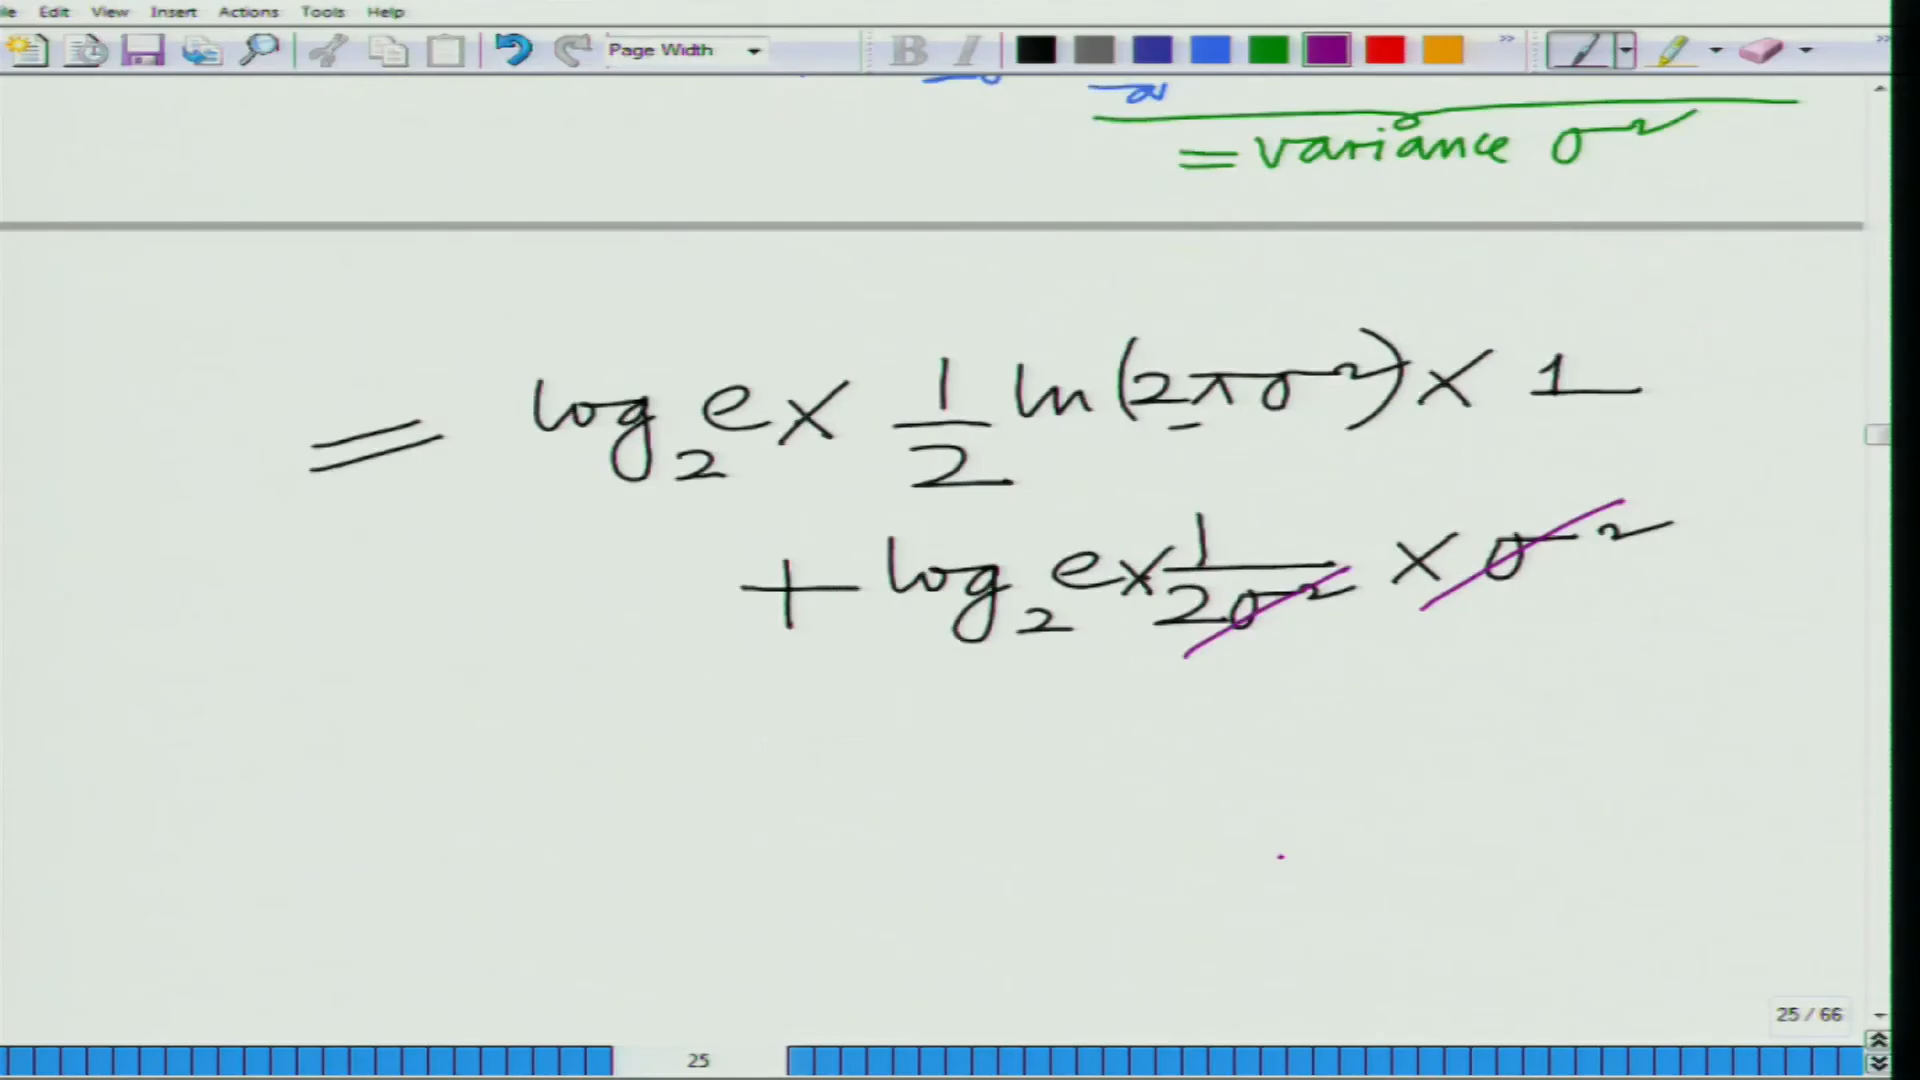 Edit View Insert Actions Tools Help
Page Width
B I
= variance σ²
= log₂e × 1/2 ln(2πσ²) × 1
+ log₂e × 1/2σ² × σ²
25 / 66
25